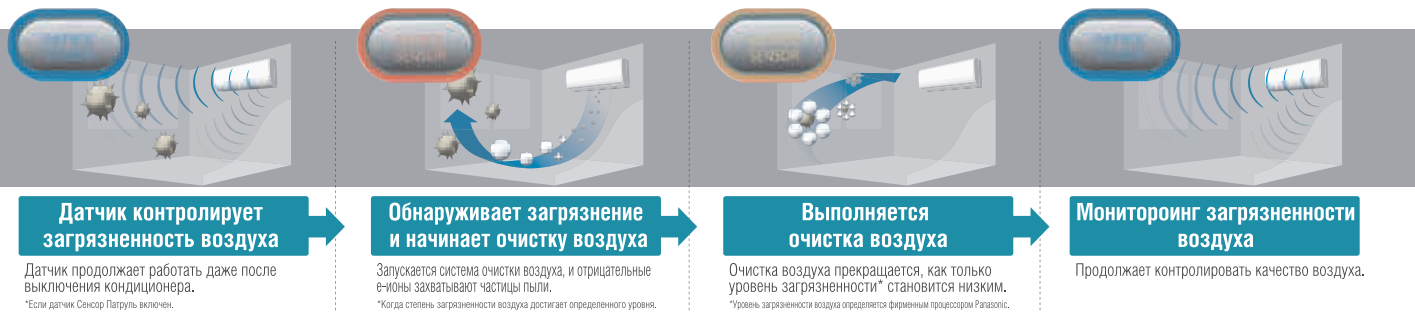 Датчик контролирует
загрязненность воздуха
Датчик продолжает работать даже после
выключения кондиционера.
*Если датчик Сенсор Патруль включен.
Обнаруживает загрязнение
и начинает очистку воздуха
Запускается система очистки воздуха, и отрицательные
e-ионы захватывают частицы пыли.
*Когда степень загрязненности воздуха достигает определенного уровня.
Выполняется
очистка воздуха
Очистка воздуха прекращается, как только
уровень загрязненности* становится низким.
*Уровень загрязненности воздуха определяется фирменным процессором Panasonic.
Монитороинг загрязненности
воздуха
Продолжает контролировать качество воздуха.